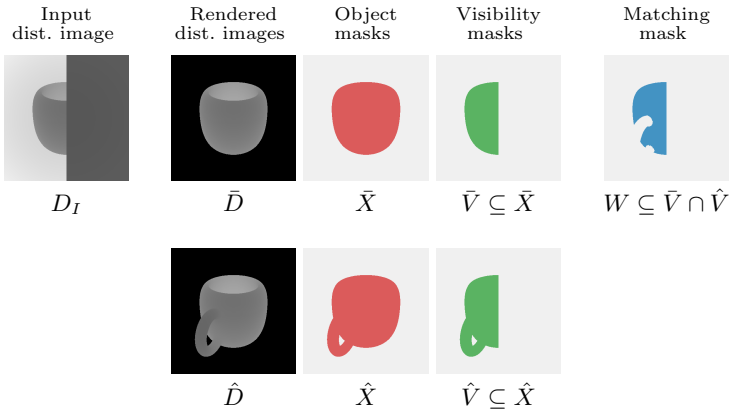 Input
dist. image
Rendered
dist. images
Object
masks
Visibility
masks
Matching
mask
D_I
D̄
X̄
V̄ ⊆ X̄
W ⊆ V̄ ∩ V̂
D̂
X̂
V̂ ⊆ X̂